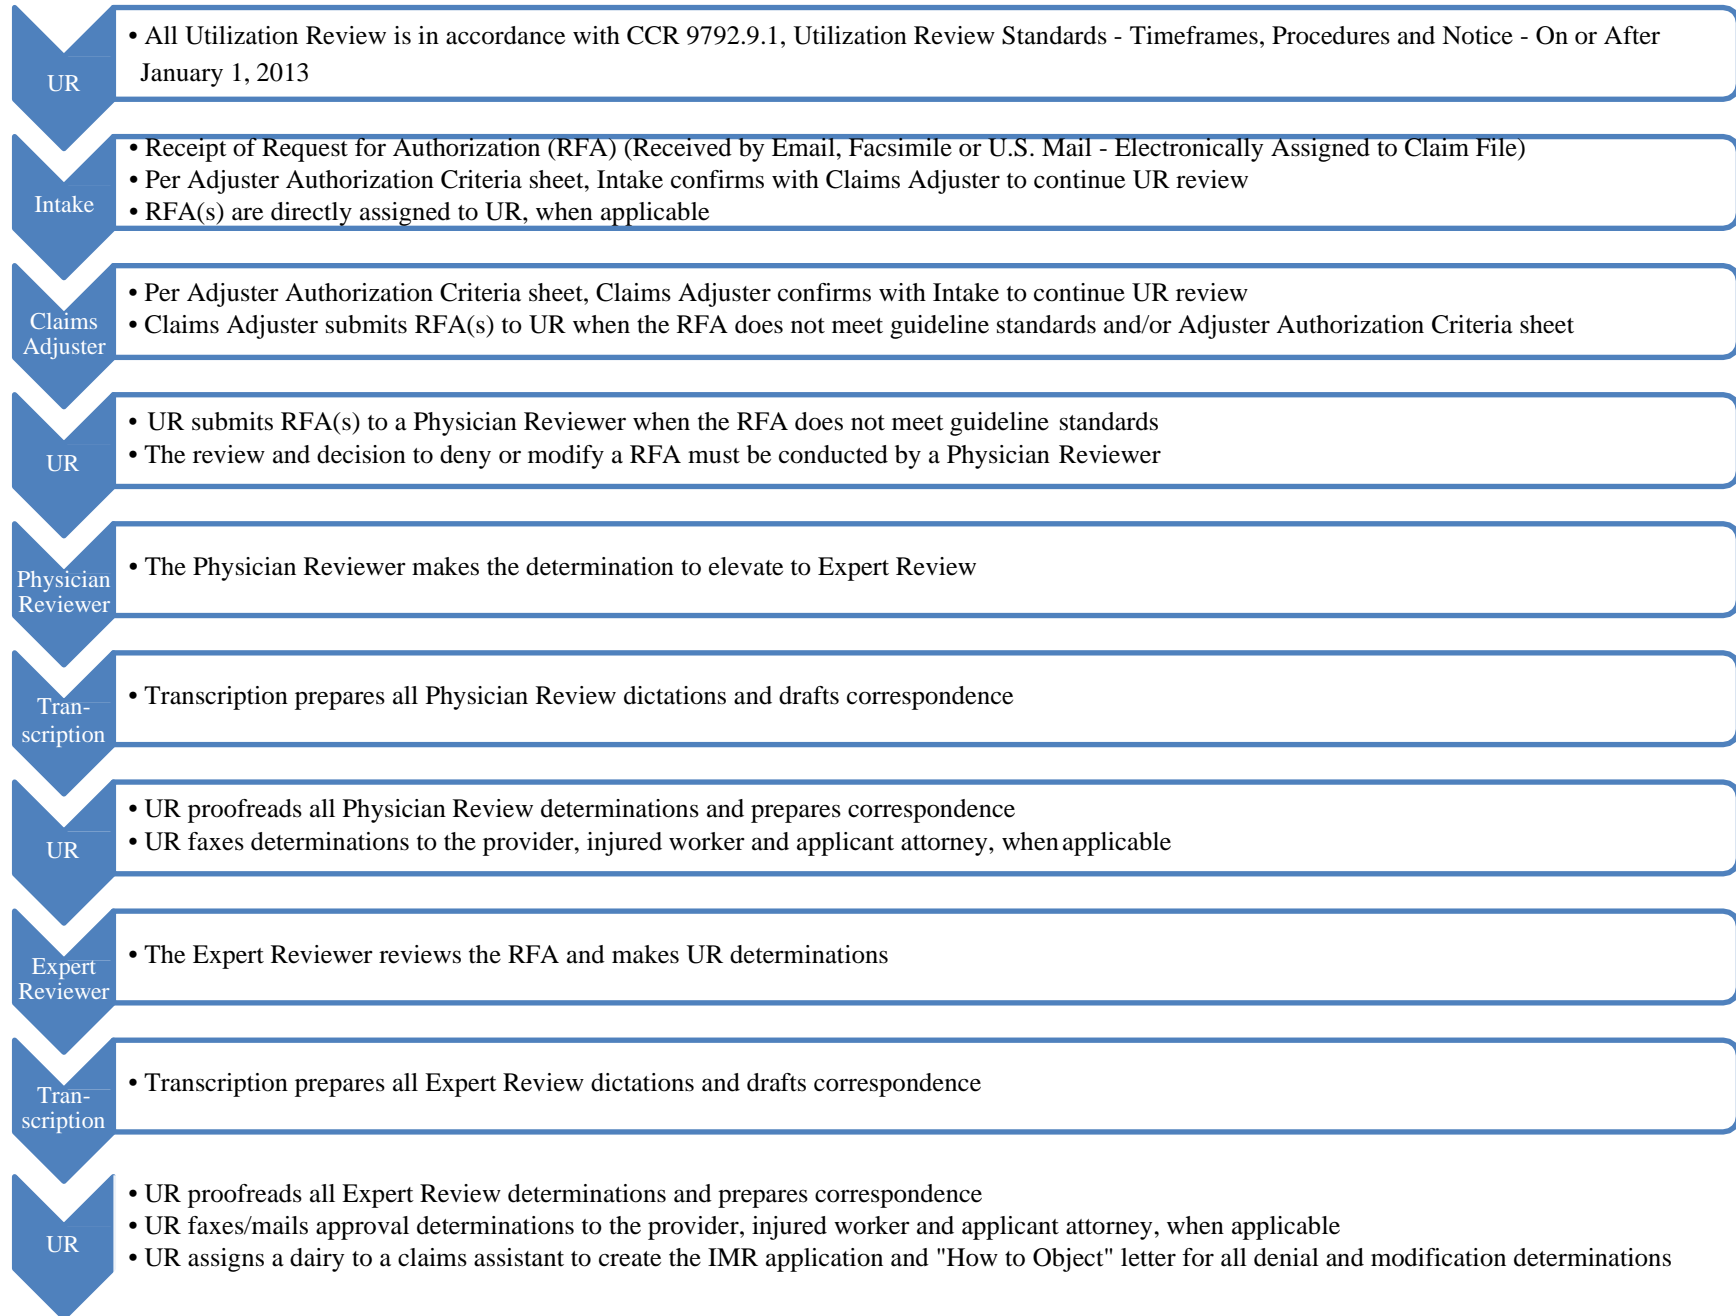 UR
• All Utilization Review is in accordance with CCR 9792.9.1, Utilization Review Standards - Timeframes, Procedures and Notice - On or After
January 1, 2013
Intake
• Receipt of Request for Authorization (RFA) (Received by Email, Facsimile or U.S. Mail - Electronically Assigned to Claim File)
• Per Adjuster Authorization Criteria sheet, Intake confirms with Claims Adjuster to continue UR review
• RFA(s) are directly assigned to UR, when applicable
Claims
Adjuster
• Per Adjuster Authorization Criteria sheet, Claims Adjuster confirms with Intake to continue UR review
• Claims Adjuster submits RFA(s) to UR when the RFA does not meet guideline standards and/or Adjuster Authorization Criteria sheet
UR
• UR submits RFA(s) to a Physician Reviewer when the RFA does not meet guideline standards
• The review and decision to deny or modify a RFA must be conducted by a Physician Reviewer
Physician
Reviewer
• The Physician Reviewer makes the determination to elevate to Expert Review
Tran-
scription
• Transcription prepares all Physician Review dictations and drafts correspondence
UR
• UR proofreads all Physician Review determinations and prepares correspondence
• UR faxes determinations to the provider, injured worker and applicant attorney, when applicable
Expert
Reviewer
• The Expert Reviewer reviews the RFA and makes UR determinations
Tran-
scription
• Transcription prepares all Expert Review dictations and drafts correspondence
UR
• UR proofreads all Expert Review determinations and prepares correspondence
• UR faxes/mails approval determinations to the provider, injured worker and applicant attorney, when applicable
• UR assigns a dairy to a claims assistant to create the IMR application and "How to Object" letter for all denial and modification determinations